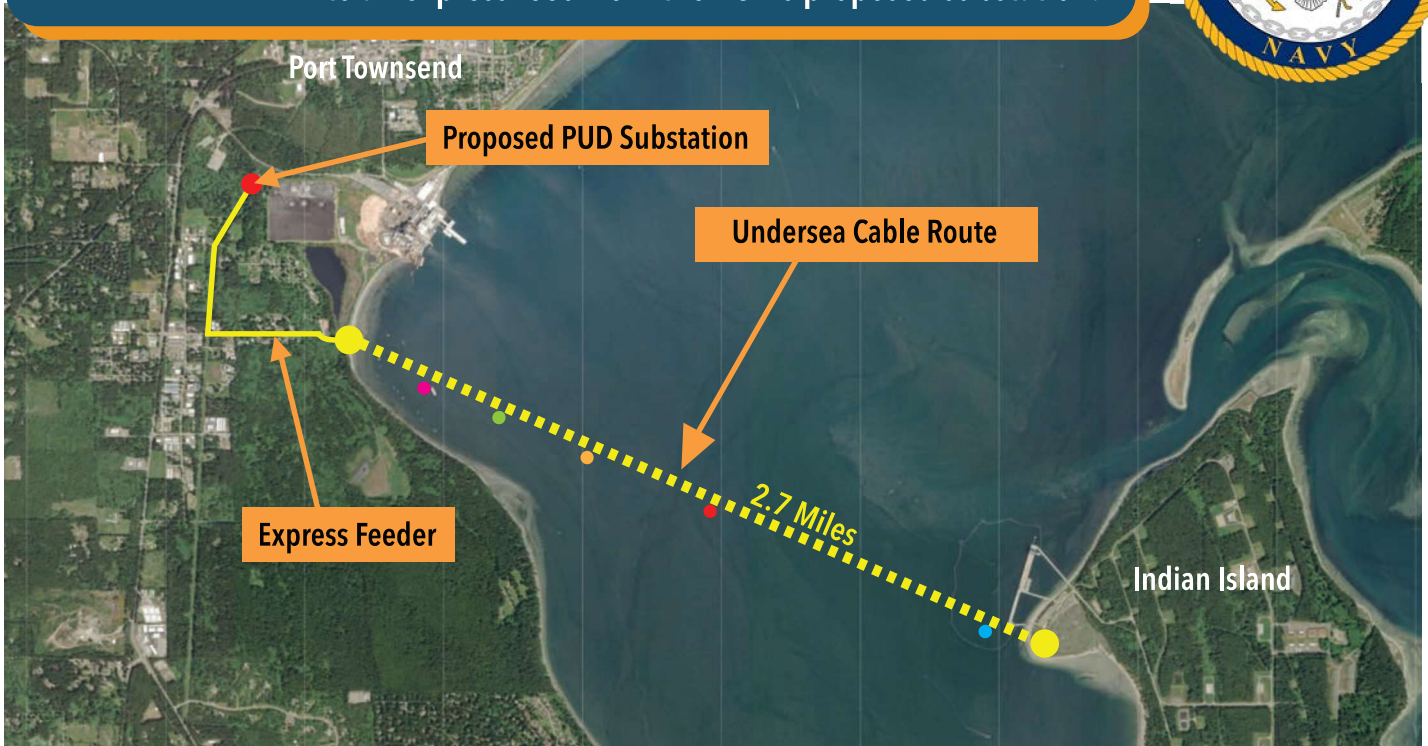 Port Townsend
NAVY
Proposed PUD Substation
Undersea Cable Route
2.7 Miles
Express Feeder
Indian Island